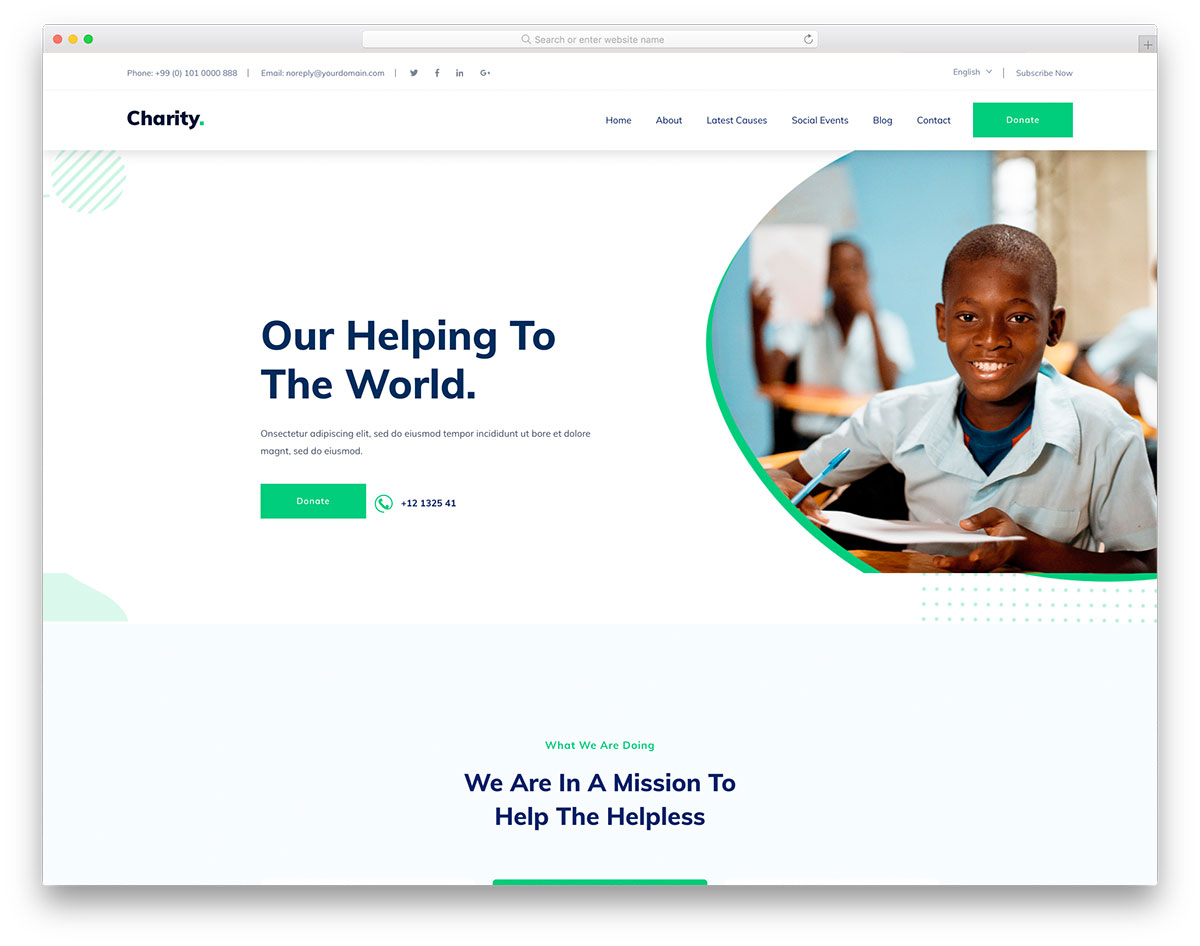 Search or enter website name
Phone: +99 (0) 101 0000 888 | Email: noreply@yourdomain.com |
English | Subscribe Now
Charity.
Home About Latest Causes Social Events Blog Contact Donate
Our Helping To
The World.
Onsectetur adipiscing elit, sed do eiusmod tempor incididunt ut bore et dolore
magnt, sed do eiusmod.
Donate +12 1325 41
What We Are Doing
We Are In A Mission To
Help The Helpless